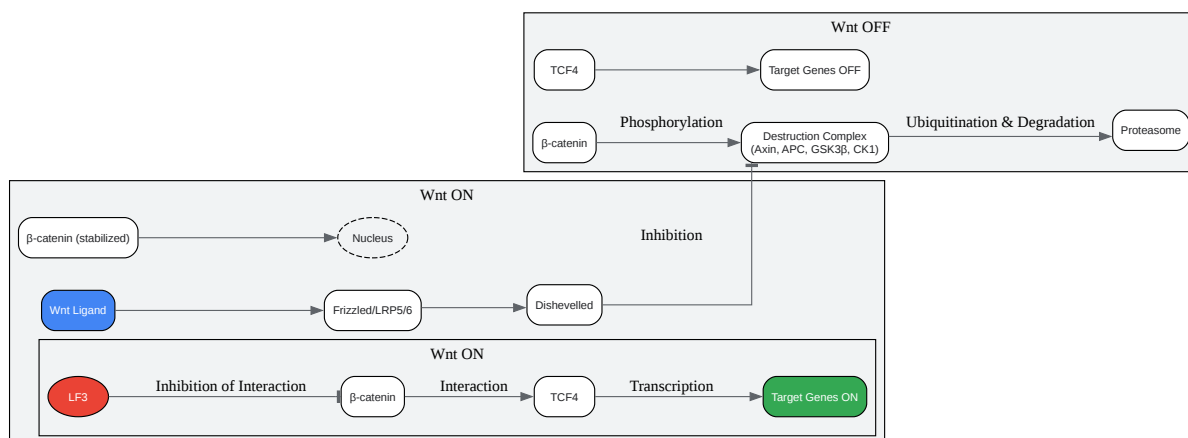 Wnt OFF
TCF4
Target Genes OFF
β-catenin
Phosphorylation
Destruction Complex
(Axin, APC, GSK3β, CK1)
Ubiquitination & Degradation
Proteasome
Wnt ON
β-catenin (stabilized)
Nucleus
Inhibition
Wnt Ligand
Frizzled/LRP5/6
Dishevelled
Wnt ON
LF3
Inhibition of Interaction
β-catenin
Interaction
TCF4
Transcription
Target Genes ON